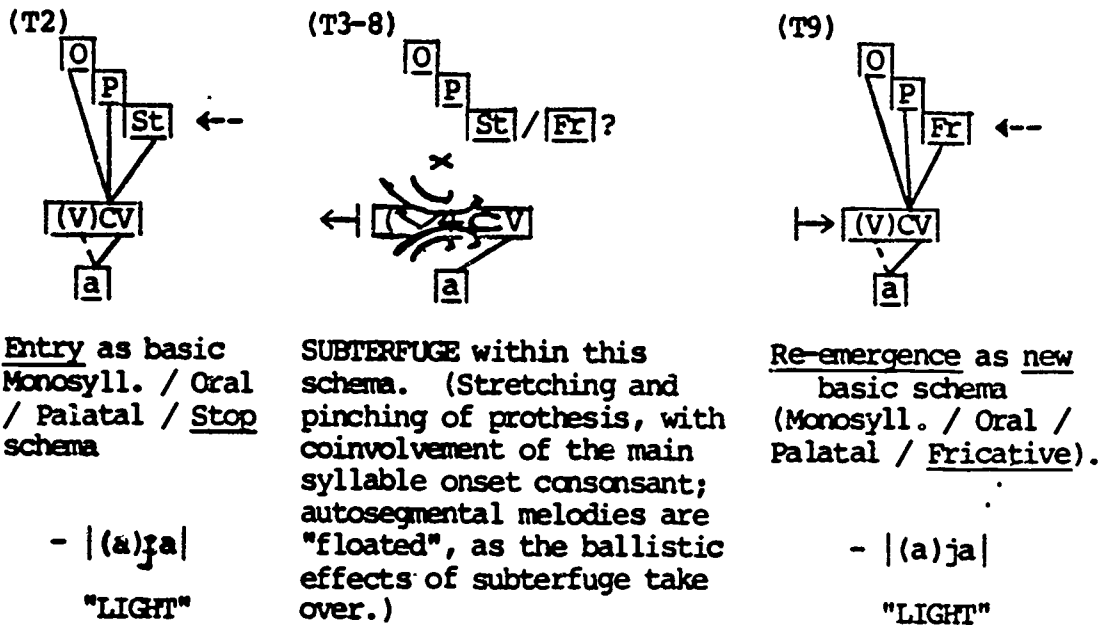 (T2)
O
P
St
(V)CV
a
Entry as basic
Monosyll. / Oral
/ Palatal / Stop
schema
- |(a)ɟa|
"LIGHT"
(T3-8)
O
P
St / Fr ?
V
a
SUBTERFUGE within this
schema. (Stretching and
pinching of prothesis, with
coinvolvement of the main
syllable onset consonsant;
autosegmental melodies are
"floated", as the ballistic
effects of subterfuge take
over.)
(T9)
O
P
Fr
(V)CV
a
Re-emergence as new
basic schema
(Monosyll. / Oral /
Palatal / Fricative).
- |(a)ja|
"LIGHT"